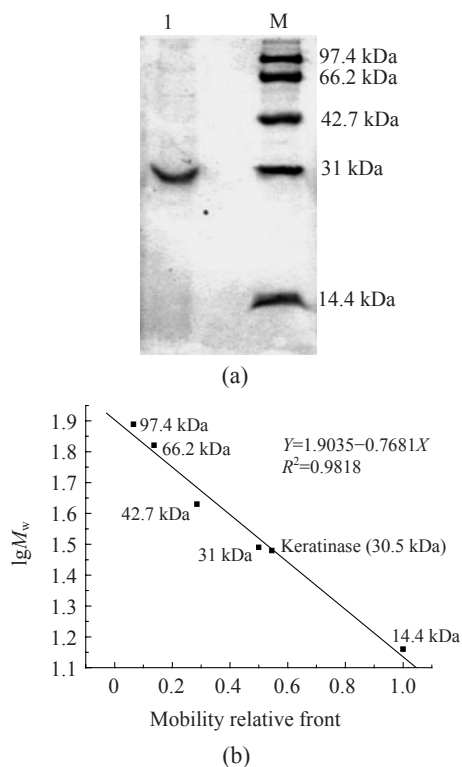 1 M
97.4 kDa
66.2 kDa
42.7 kDa
31 kDa
14.4 kDa
(a)
1.9
1.8
1.7
1.6
1.5
1.4
1.3
1.2
1.1
lgMw
97.4 kDa
66.2 kDa
42.7 kDa
31 kDa
Keratinase (30.5 kDa)
14.4 kDa
Y=1.9035−0.7681X
R²=0.9818
0 0.2 0.4 0.6 0.8 1.0
Mobility relative front
(b)